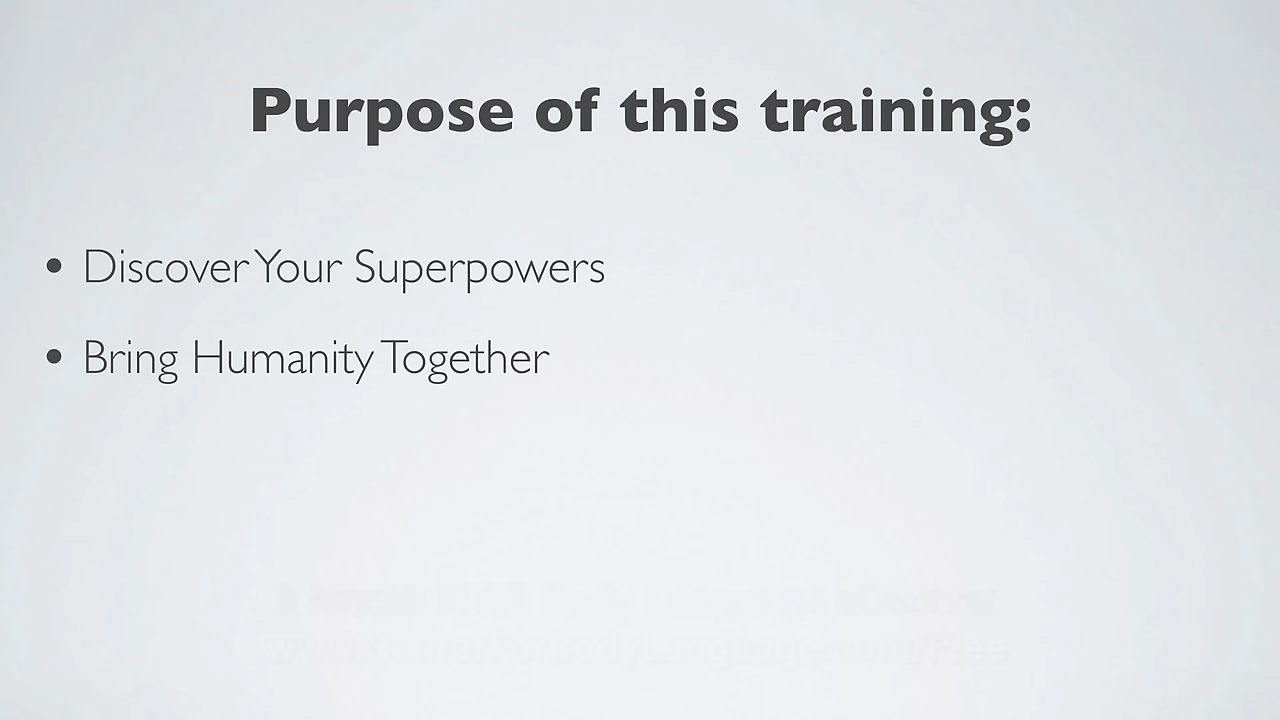 Purpose of this training:
• Discover Your Superpowers
• Bring Humanity Together